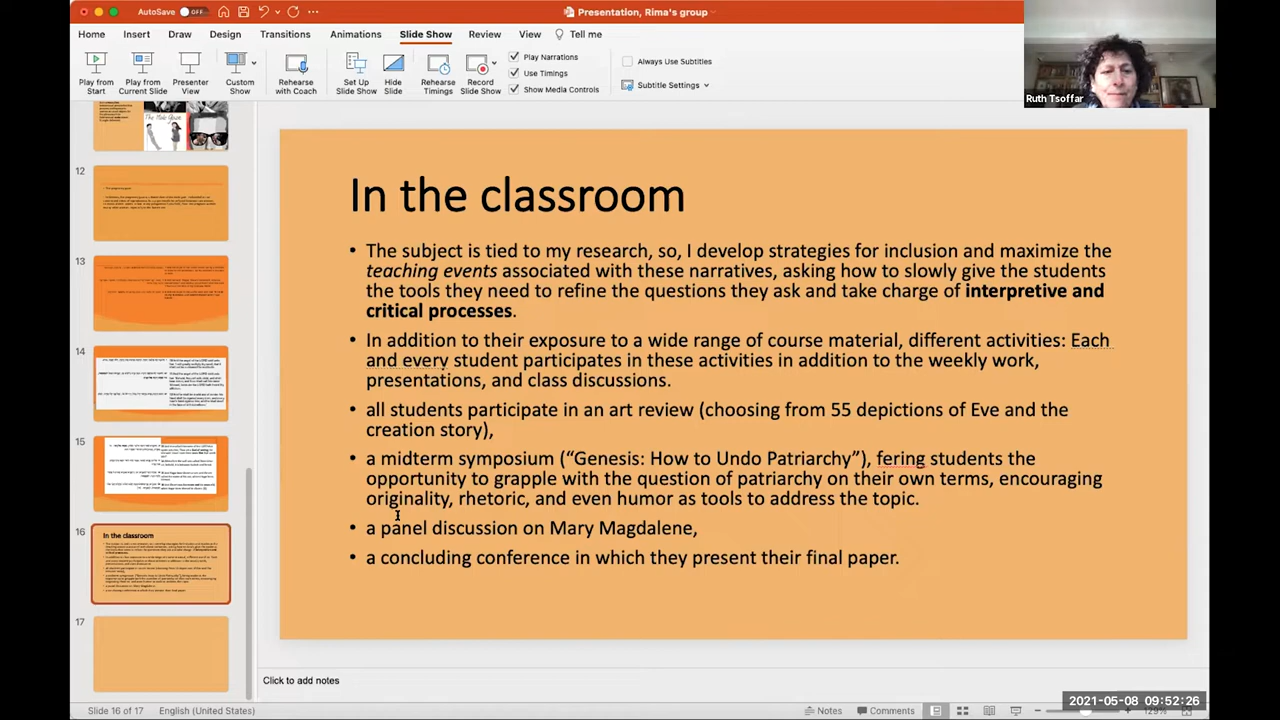 AutoSave OFF
Presentation, Rima's group
Home Insert Draw Design Transitions Animations Slide Show Review View Tell me
Play from Start
Play from Current Slide
Presenter View
Custom Show
Rehearse with Coach
Set Up Slide Show
Hide Slide
Rehearse Timings
Record Slide Show
Play Narrations
Use Timings
Show Media Controls
Always Use Subtitles
Subtitle Settings
Ruth Tsoffar
12
13
14
15
16
In the classroom
17
In the classroom
• The subject is tied to my research, so, I develop strategies for inclusion and maximize the
teaching events associated with these narratives, asking how to slowly give the students
the tools they need to refine the questions they ask and take charge of interpretive and
critical processes.
• In addition to their exposure to a wide range of course material, different activities: Each
and every student participate in these activities in addition to the weekly work,
presentations, and class discussions.
• all students participate in an art review (choosing from 55 depictions of Eve and the
creation story),
• a midterm symposium (“Genesis: How to Undo Patriarchy”), fering students the
opportunity to grapple with the question of patriarchy on their own terms, encouraging
originality, rhetoric, and even humor as tools to address the topic.
• a panel discussion on Mary Magdalene,
• a concluding conference in which they present their final paper.
Click to add notes
2021-05-08 09:52:26
Slide 16 of 17 English (United States) Notes Comments 129%